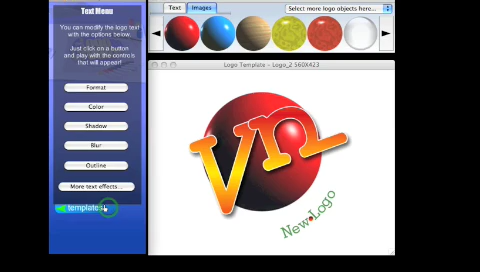 Text Menu
You can modify the logo text
with the options below.
Just click on a button
and play with the controls
that will appear!
Format
Color
Shadow
Blur
Outline
More text effects...
templates
Text
Images
Select more logo objects here...
Logo Template - Logo_2 560X423
Vn
New Logo